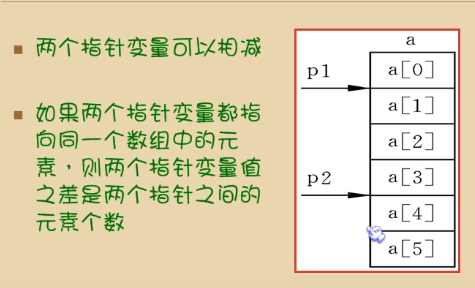 两个指针变量可以相减
如果两个指针变量都指
向同一个数组中的元
素，则两个指针变量值
之差是两个指针之间的
元素个数
a
p1
a[0]
a[1]
a[2]
p2
a[3]
a[4]
a[5]